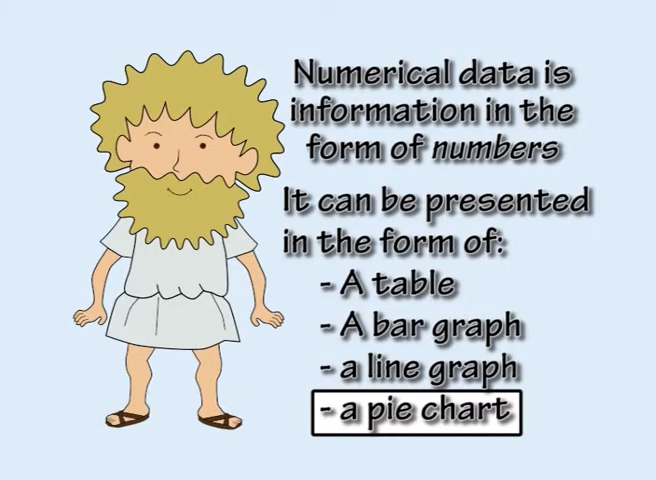 Numerical data is
information in the
form of numbers
It can be presented
in the form of:
- A table
- A bar graph
- a line graph
- a pie chart